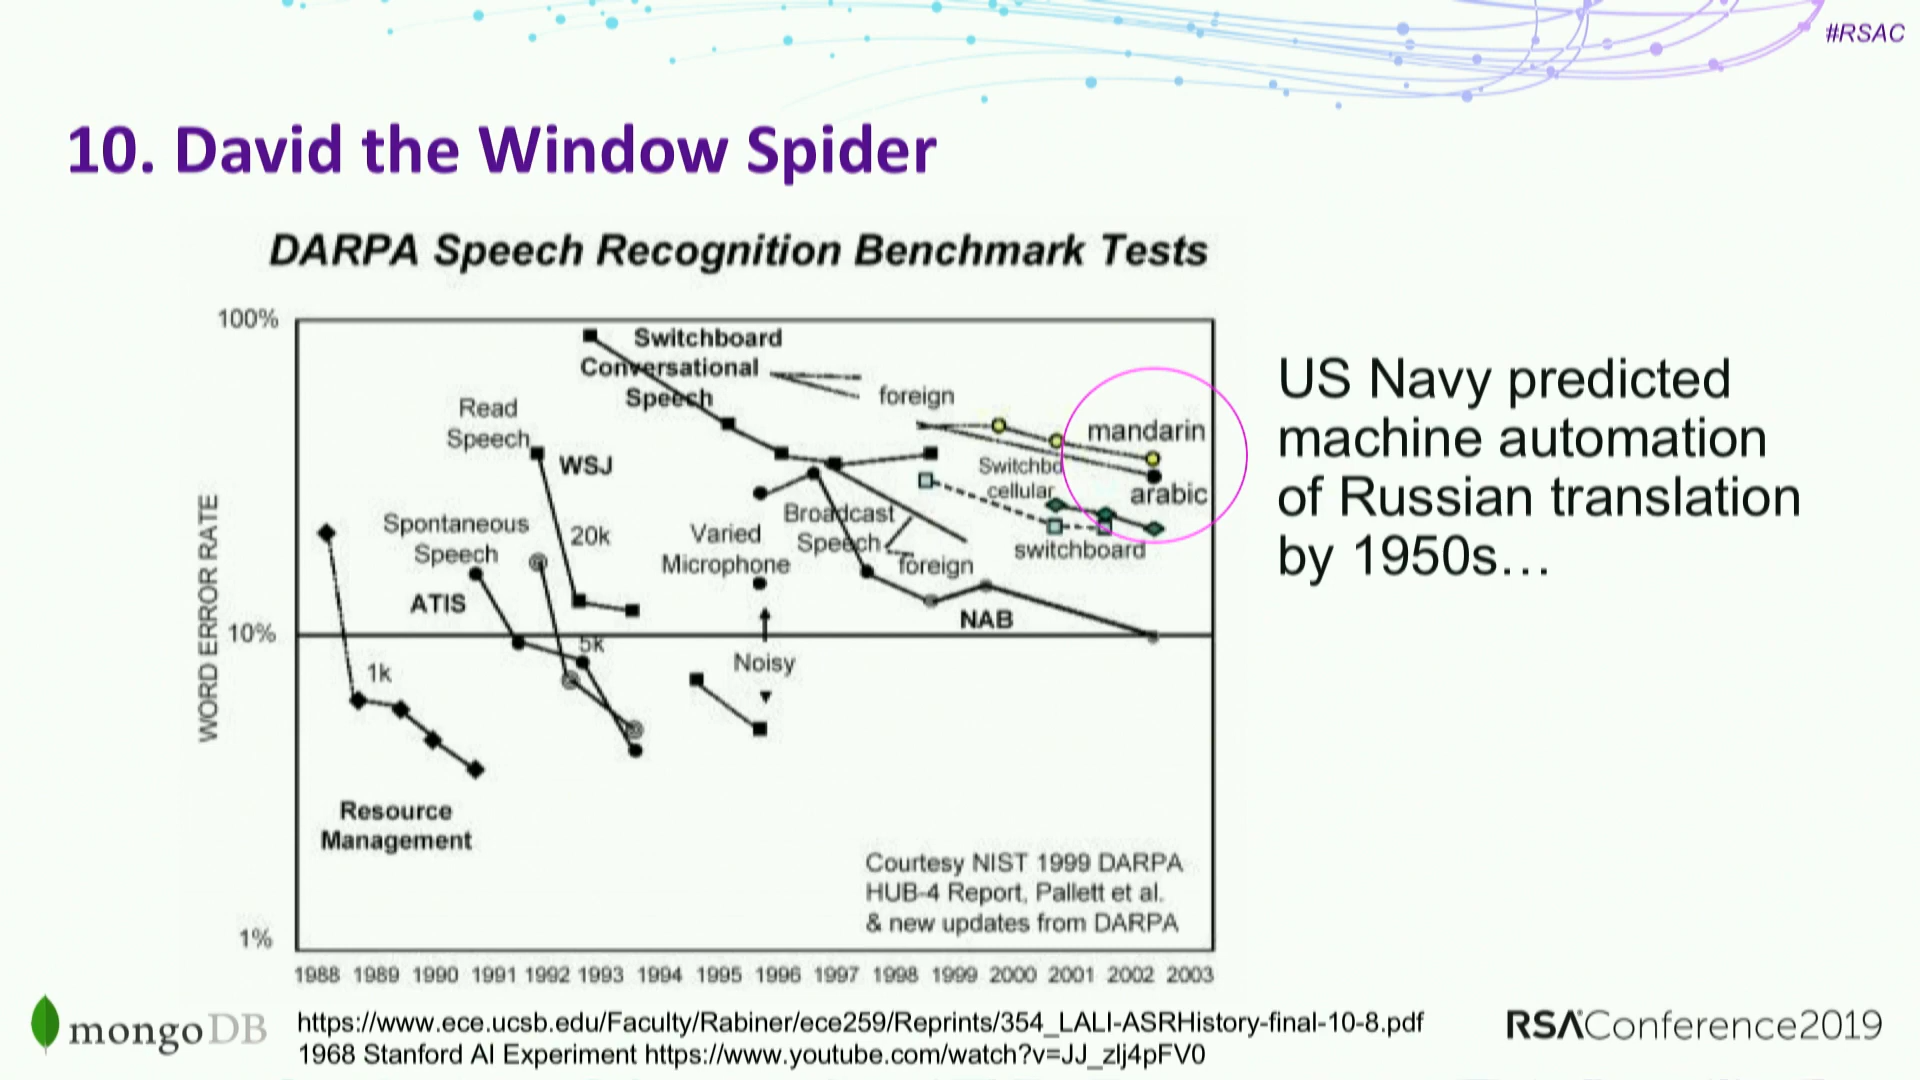 #RSAC
10. David the Window Spider
DARPA Speech Recognition Benchmark Tests
100%
Switchboard
Conversational
Speech
foreign
Read
Speech
WSJ
mandarin
Switchbo
cellular
arabic
Spontaneous
Speech
20k
Varied
Microphone
Broadcast
Speech
foreign
switchboard
ATIS
NAB
10%
5k
1k
Noisy
WORD ERROR RATE
Resource
Management
Courtesy NIST 1999 DARPA
HUB-4 Report, Pallett et al.
& new updates from DARPA
1%
1988 1989 1990 1991 1992 1993 1994 1995 1996 1997 1998 1999 2000 2001 2002 2003
US Navy predicted
machine automation
of Russian translation
by 1950s…
mongoDB
https://www.ece.ucsb.edu/Faculty/Rabiner/ece259/Reprints/354_LALI-ASRHistory-final-10-8.pdf
1968 Stanford AI Experiment https://www.youtube.com/watch?v=JJ_zlj4pFV0
RSAConference2019